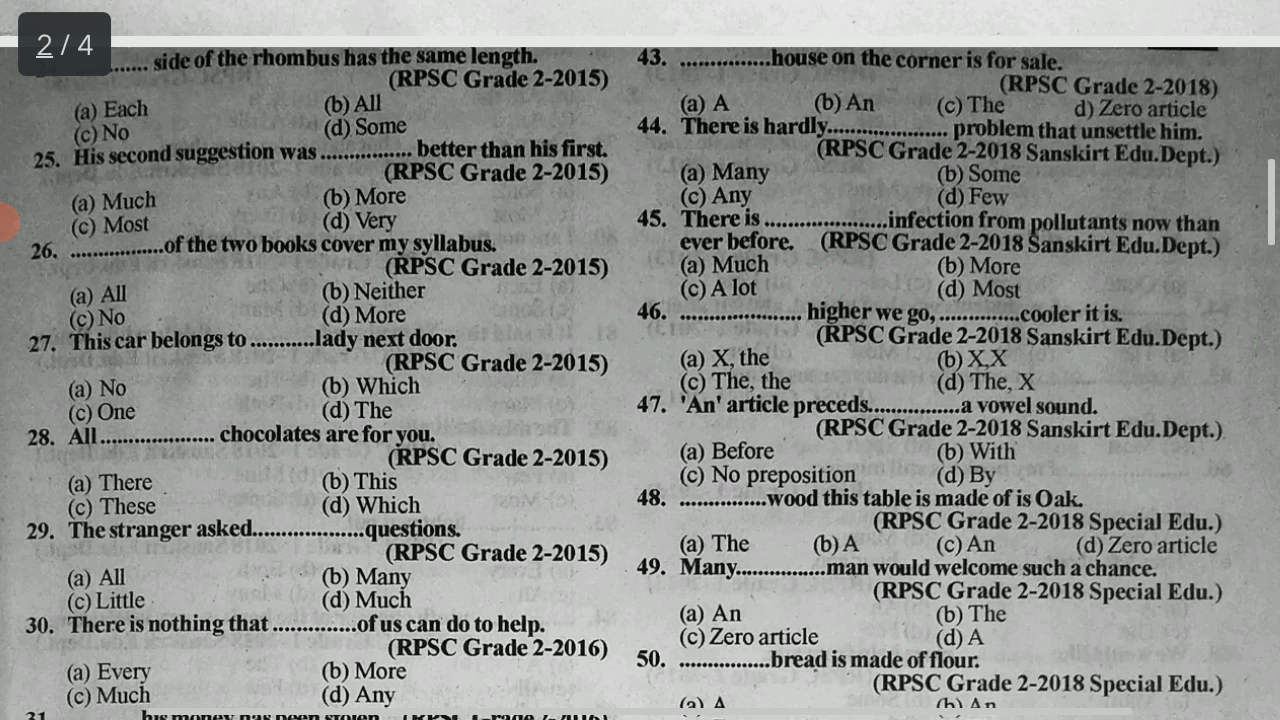 2 / 4
........ side of the rhombus has the same length.
(RPSC Grade 2-2015)
(a) Each (b) All
(c) No (d) Some
25. His second suggestion was ................ better than his first.
(RPSC Grade 2-2015)
(a) Much (b) More
(c) Most (d) Very
26. .................of the two books cover my syllabus.
(RPSC Grade 2-2015)
(a) All (b) Neither
(c) No (d) More
27. This car belongs to ...........lady next door.
(RPSC Grade 2-2015)
(a) No (b) Which
(c) One (d) The
28. All .................... chocolates are for you.
(RPSC Grade 2-2015)
(a) There (b) This
(c) These (d) Which
29. The stranger asked....................questions.
(RPSC Grade 2-2015)
(a) All (b) Many
(c) Little (d) Much
30. There is nothing that ...............of us can do to help.
(RPSC Grade 2-2016)
(a) Every (b) More
(c) Much (d) Any
31. his money has been stolen.
43. ................house on the corner is for sale.
(RPSC Grade 2-2018)
(a) A (b) An (c) The d) Zero article
44. There is hardly..................... problem that unsettle him.
(RPSC Grade 2-2018 Sanskirt Edu.Dept.)
(a) Many (b) Some
(c) Any (d) Few
45. There is ......................infection from pollutants now than
ever before. (RPSC Grade 2-2018 Sanskirt Edu.Dept.)
(a) Much (b) More
(c) A lot (d) Most
46. ...................... higher we go, ..............cooler it is.
(RPSC Grade 2-2018 Sanskirt Edu.Dept.)
(a) X, the (b) X,X
(c) The, the (d) The, X
47. 'An' article preceds................a vowel sound.
(RPSC Grade 2-2018 Sanskirt Edu.Dept.)
(a) Before (b) With
(c) No preposition (d) By
48. ................wood this table is made of is Oak.
(RPSC Grade 2-2018 Special Edu.)
(a) The (b) A (c) An (d) Zero article
49. Many................man would welcome such a chance.
(RPSC Grade 2-2018 Special Edu.)
(a) An (b) The
(c) Zero article (d) A
50. ................bread is made of flour.
(RPSC Grade 2-2018 Special Edu.)
(a) A (b) An